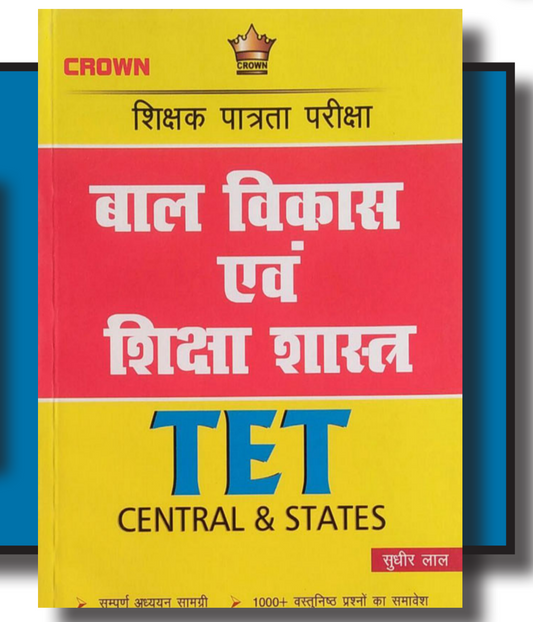 CROWN
CROWN
शिक्षक पात्रता परीक्षा
बाल विकास
एवं
शिक्षा शास्त्र
TET
CENTRAL & STATES
सुधीर लाल
सम्पूर्ण अध्ययन सामग्री 1000+ वस्तुनिष्ठ प्रश्नों का समावेश